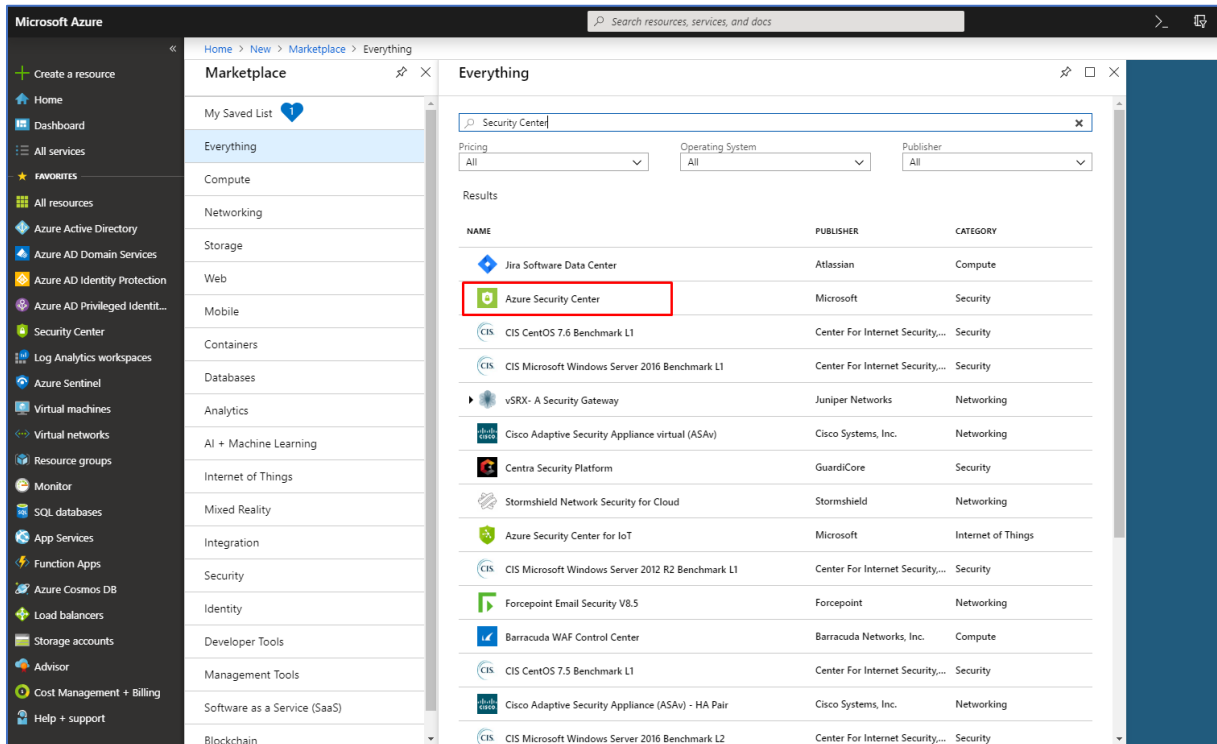 Microsoft Azure
Search resources, services, and docs
Home > New > Marketplace > Everything
Create a resource
Home
Dashboard
All services
FAVORITES
All resources
Azure Active Directory
Azure AD Domain Services
Azure AD Identity Protection
Azure AD Privileged Identit...
Security Center
Log Analytics workspaces
Azure Sentinel
Virtual machines
Virtual networks
Resource groups
Monitor
SQL databases
App Services
Function Apps
Azure Cosmos DB
Load balancers
Storage accounts
Advisor
Cost Management + Billing
Help + support
Marketplace
My Saved List 1
Everything
Compute
Networking
Storage
Web
Mobile
Containers
Databases
Analytics
AI + Machine Learning
Internet of Things
Mixed Reality
Integration
Security
Identity
Developer Tools
Management Tools
Software as a Service (SaaS)
Blockchain
Everything
Security Center
Pricing Operating System Publisher
All All All
Results
NAME PUBLISHER CATEGORY
Jira Software Data Center Atlassian Compute
Azure Security Center Microsoft Security
CIS. CIS CentOS 7.6 Benchmark L1 Center For Internet Security,... Security
CIS. CIS Microsoft Windows Server 2016 Benchmark L1 Center For Internet Security,... Security
vSRX- A Security Gateway Juniper Networks Networking
CISCO Cisco Adaptive Security Appliance virtual (ASAv) Cisco Systems, Inc. Networking
Centra Security Platform GuardiCore Security
Stormshield Network Security for Cloud Stormshield Networking
Azure Security Center for IoT Microsoft Internet of Things
CIS. CIS Microsoft Windows Server 2012 R2 Benchmark L1 Center For Internet Security,... Security
Forcepoint Email Security V8.5 Forcepoint Networking
Barracuda WAF Control Center Barracuda Networks, Inc. Compute
CIS. CIS CentOS 7.5 Benchmark L1 Center For Internet Security,... Security
CISCO Cisco Adaptive Security Appliance (ASAv) - HA Pair Cisco Systems, Inc. Networking
CIS. CIS Microsoft Windows Server 2016 Benchmark L2 Center For Internet Security,... Security